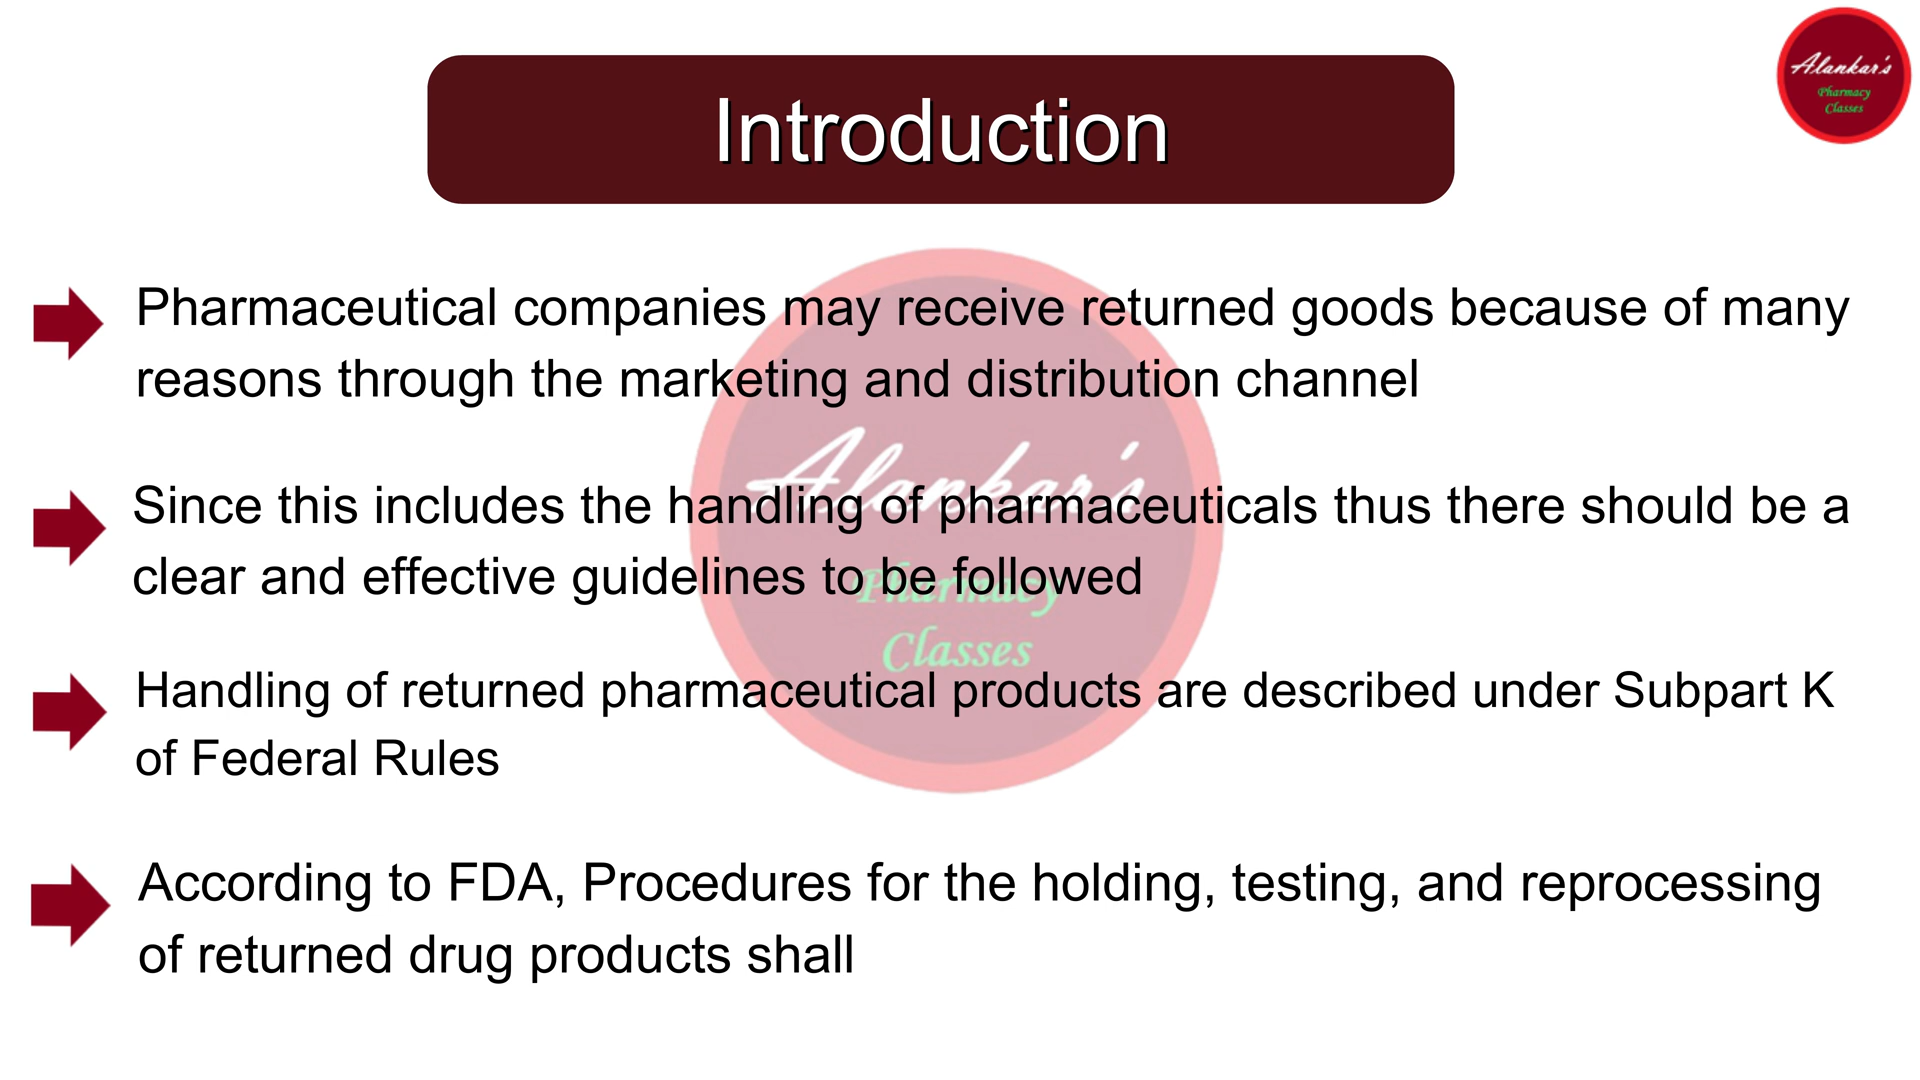 Alankar's
Pharmacy
Classes
Introduction
Pharmaceutical companies may receive returned goods because of many
reasons through the marketing and distribution channel
Since this includes the handling of pharmaceuticals thus there should be a
clear and effective guidelines to be followed
Handling of returned pharmaceutical products are described under Subpart K
of Federal Rules
According to FDA, Procedures for the holding, testing, and reprocessing
of returned drug products shall
Alankar's
Pharmacy
Classes